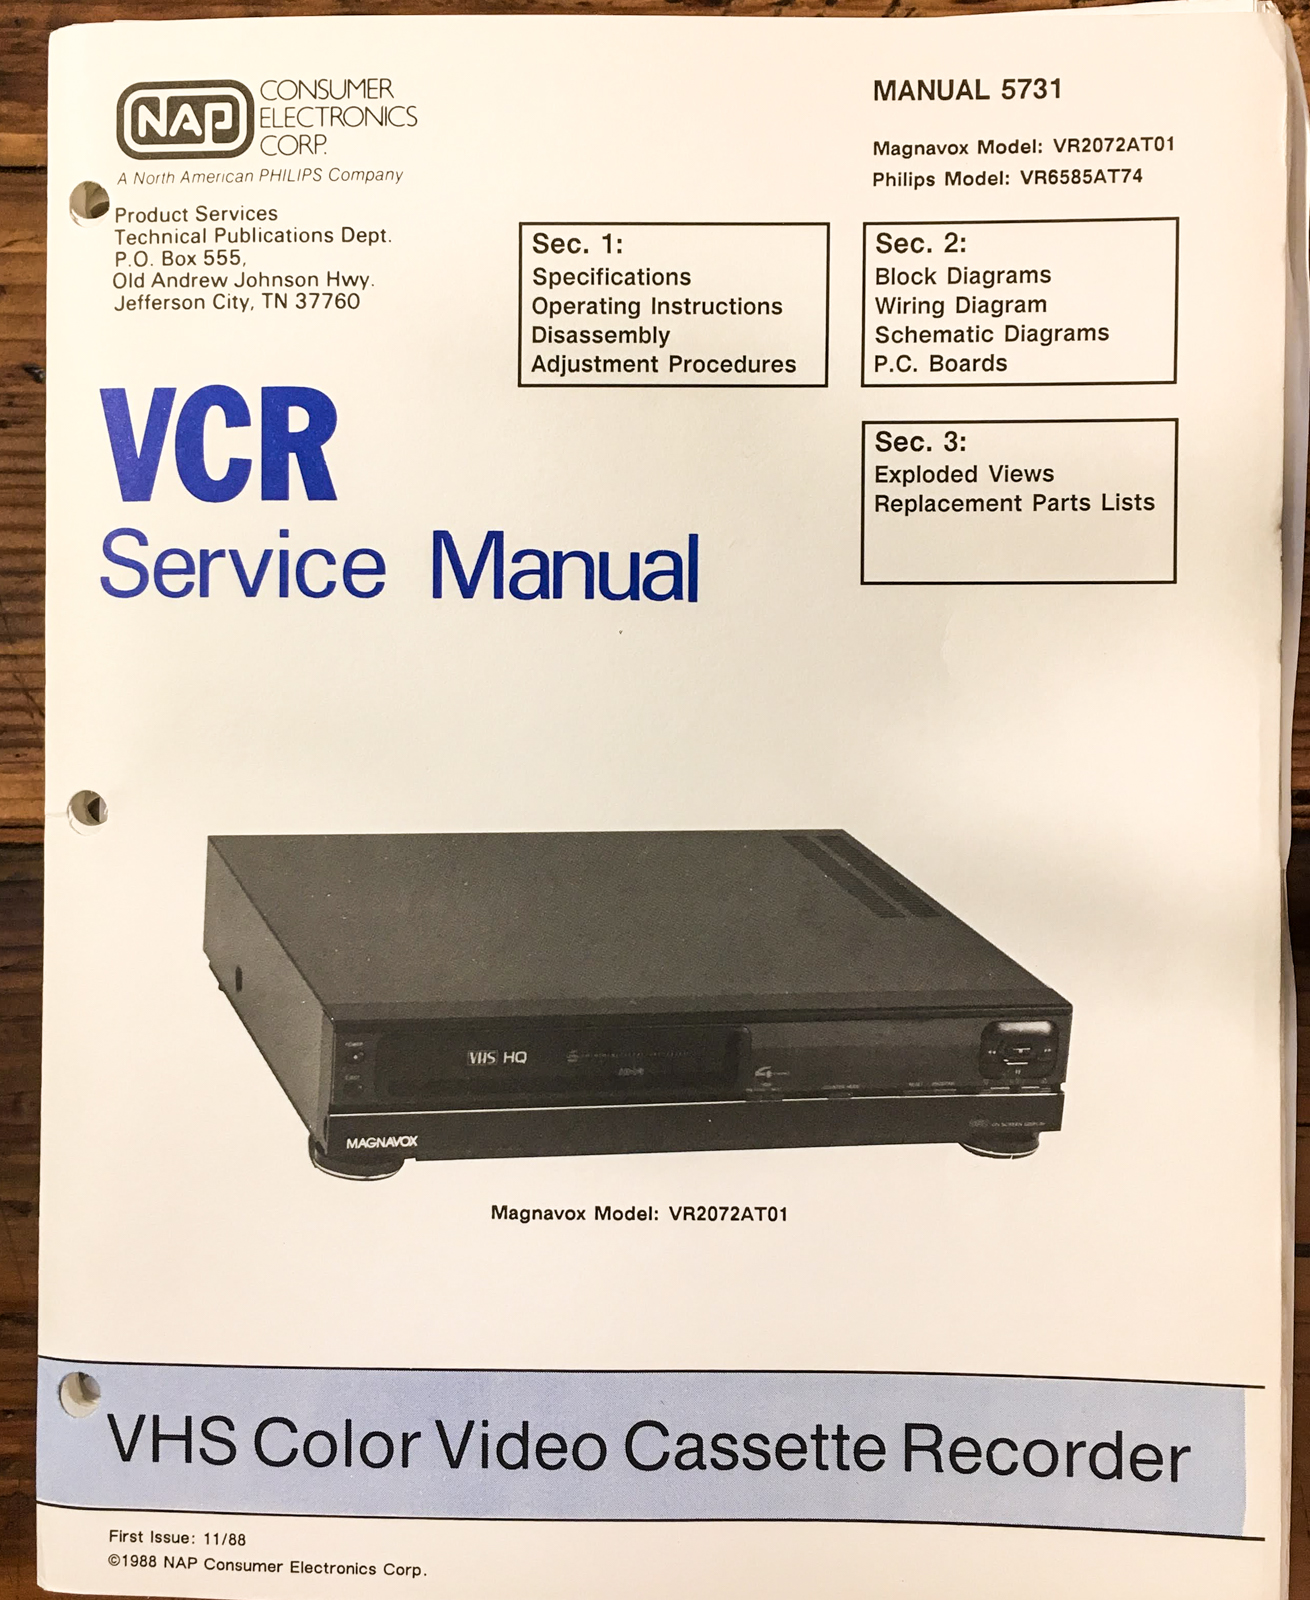 NAP
CONSUMER
ELECTRONICS
CORP.
A North American PHILIPS Company
Product Services
Technical Publications Dept.
P.O. Box 555,
Old Andrew Johnson Hwy.
Jefferson City, TN 37760
MANUAL 5731
Magnavox Model: VR2072AT01
Philips Model: VR6585AT74
Sec. 1:
Specifications
Operating Instructions
Disassembly
Adjustment Procedures
Sec. 2:
Block Diagrams
Wiring Diagram
Schematic Diagrams
P.C. Boards
Sec. 3:
Exploded Views
Replacement Parts Lists
VCR
Service Manual
VHS HQ
4
MAGNAVOX
Magnavox Model: VR2072AT01
VHS Color Video Cassette Recorder
First Issue: 11/88
©1988 NAP Consumer Electronics Corp.